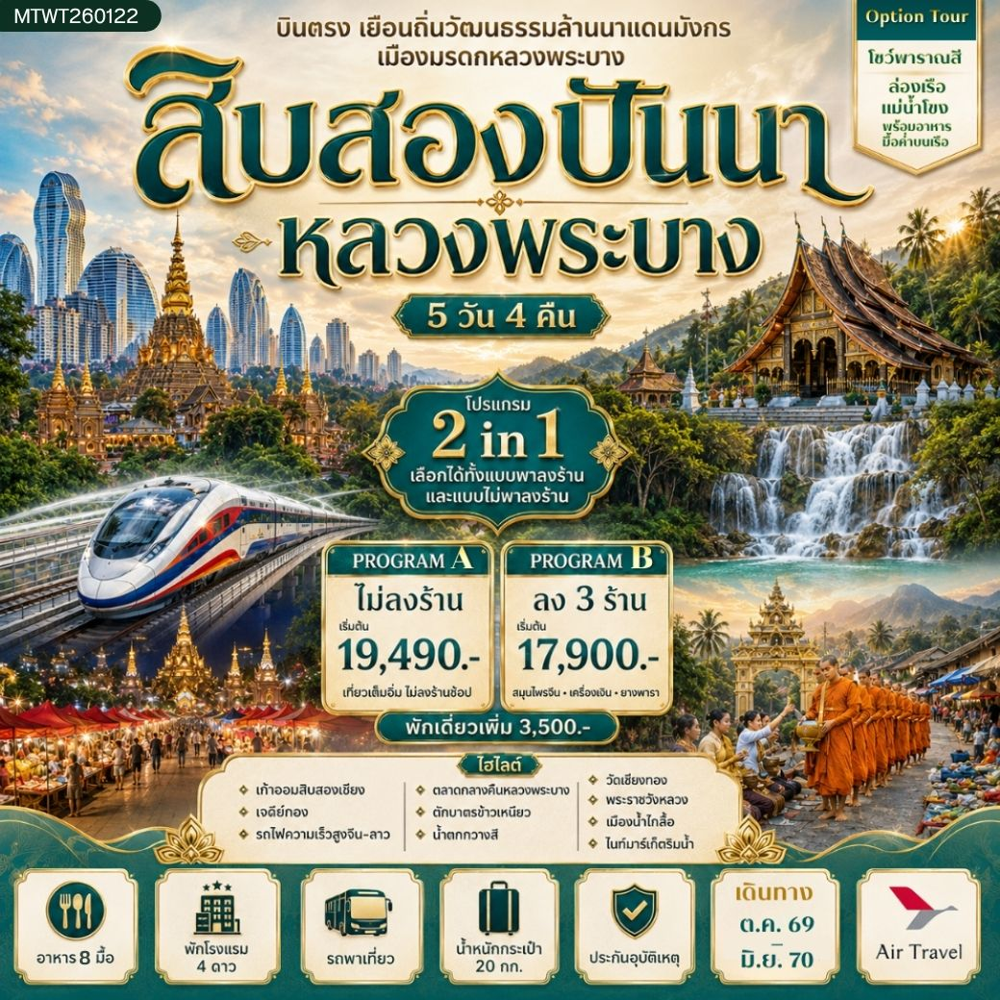 MTWT260122
บินตรง เยือนถิ่นวัฒนธรรมล้านนาแดนมังกร
เมืองมรดกหลวงพระบาง
สิบสองปันนา
หลวงพระบาง
5 วัน 4 คืน
Option Tour
โชว์พาราณสี
ล่องเรือ
แม่น้ำโขง
พร้อมอาหาร
มื้อค่ำบนเรือ
โปรแกรม
2 in 1
เลือกได้ทั้งแบบพาลงร้าน
และแบบไม่พาลงร้าน
PROGRAM A
ไม่ลงร้าน
เริ่มต้น
19,490.-
เที่ยวเต็มอิ่ม ไม่ลงร้านช้อป
PROGRAM B
ลง 3 ร้าน
เริ่มต้น
17,900.-
สมุนไพรจีน • เครื่องเงิน • ยางพารา
พักเดี่ยวเพิ่ม 3,500.-
ไฮไลต์
เก้าออมสิบสองเชียง
เจดีย์กอง
รถไฟความเร็วสูงจีน-ลาว
ตลาดกลางคืนหลวงพระบาง
ตักบาตรข้าวเหนียว
น้ำตกกวางสี
วัดเชียงทอง
พระราชวังหลวง
เมืองน้ำไกลื้อ
ไนท์มาร์เก็ตริมน้ำ
อาหาร 8 มื้อ
พักโรงแรม
4 ดาว
รถพาเที่ยว
น้ำหนักกระเป๋า
20 กก.
ประกันอุบัติเหตุ
เดินทาง
ต.ค. 69
-
มิ.ย. 70
Air Travel